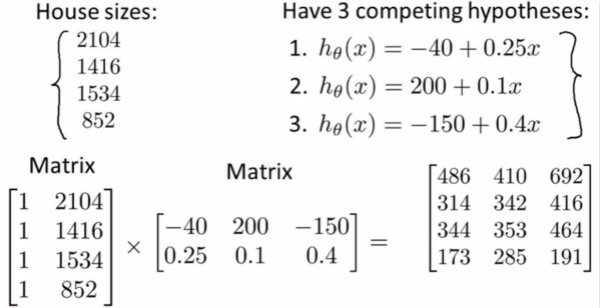 House sizes:
2104
1416
1534
852
Have 3 competing hypotheses:
1. hθ(x) = −40 + 0.25x
2. hθ(x) = 200 + 0.1x
3. hθ(x) = −150 + 0.4x
Matrix
1 2104
1 1416
1 1534
1 852
×
Matrix
−40 200 −150
0.25 0.1 0.4
=
486 410 692
314 342 416
344 353 464
173 285 191